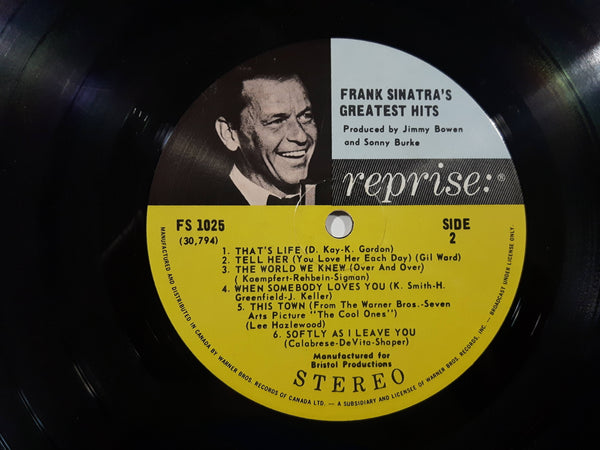 FRANK SINATRA'S
GREATEST HITS
Produced by Jimmy Bowen
and Sonny Burke
reprise:®
FS 1025
(30,794)
SIDE
2
1. THAT'S LIFE (D. Kay-K. Gordon)
2. TELL HER (You Love Her Each Day) (Gil Ward)
3. THE WORLD WE KNEW (Over And Over)
(Kaempfert-Rehbein-Sigman)
4. WHEN SOMEBODY LOVES YOU (K. Smith-H.
Greenfield-J. Keller)
5. THIS TOWN (From The Warner Bros.-Seven
Arts Picture "The Cool Ones")
(Lee Hazlewood)
6. SOFTLY AS I LEAVE YOU
(Calabrese-DeVita-Shaper)
Manufactured for
Bristol Productions
STEREO
MANUFACTURED AND DISTRIBUTED IN CANADA BY WARNER BROS. RECORDS OF CANADA LTD. — A SUBSIDIARY AND LICENSEE OF WARNER BROS. RECORDS, INC. — BROADCAST UNDER LICENSE ONLY.